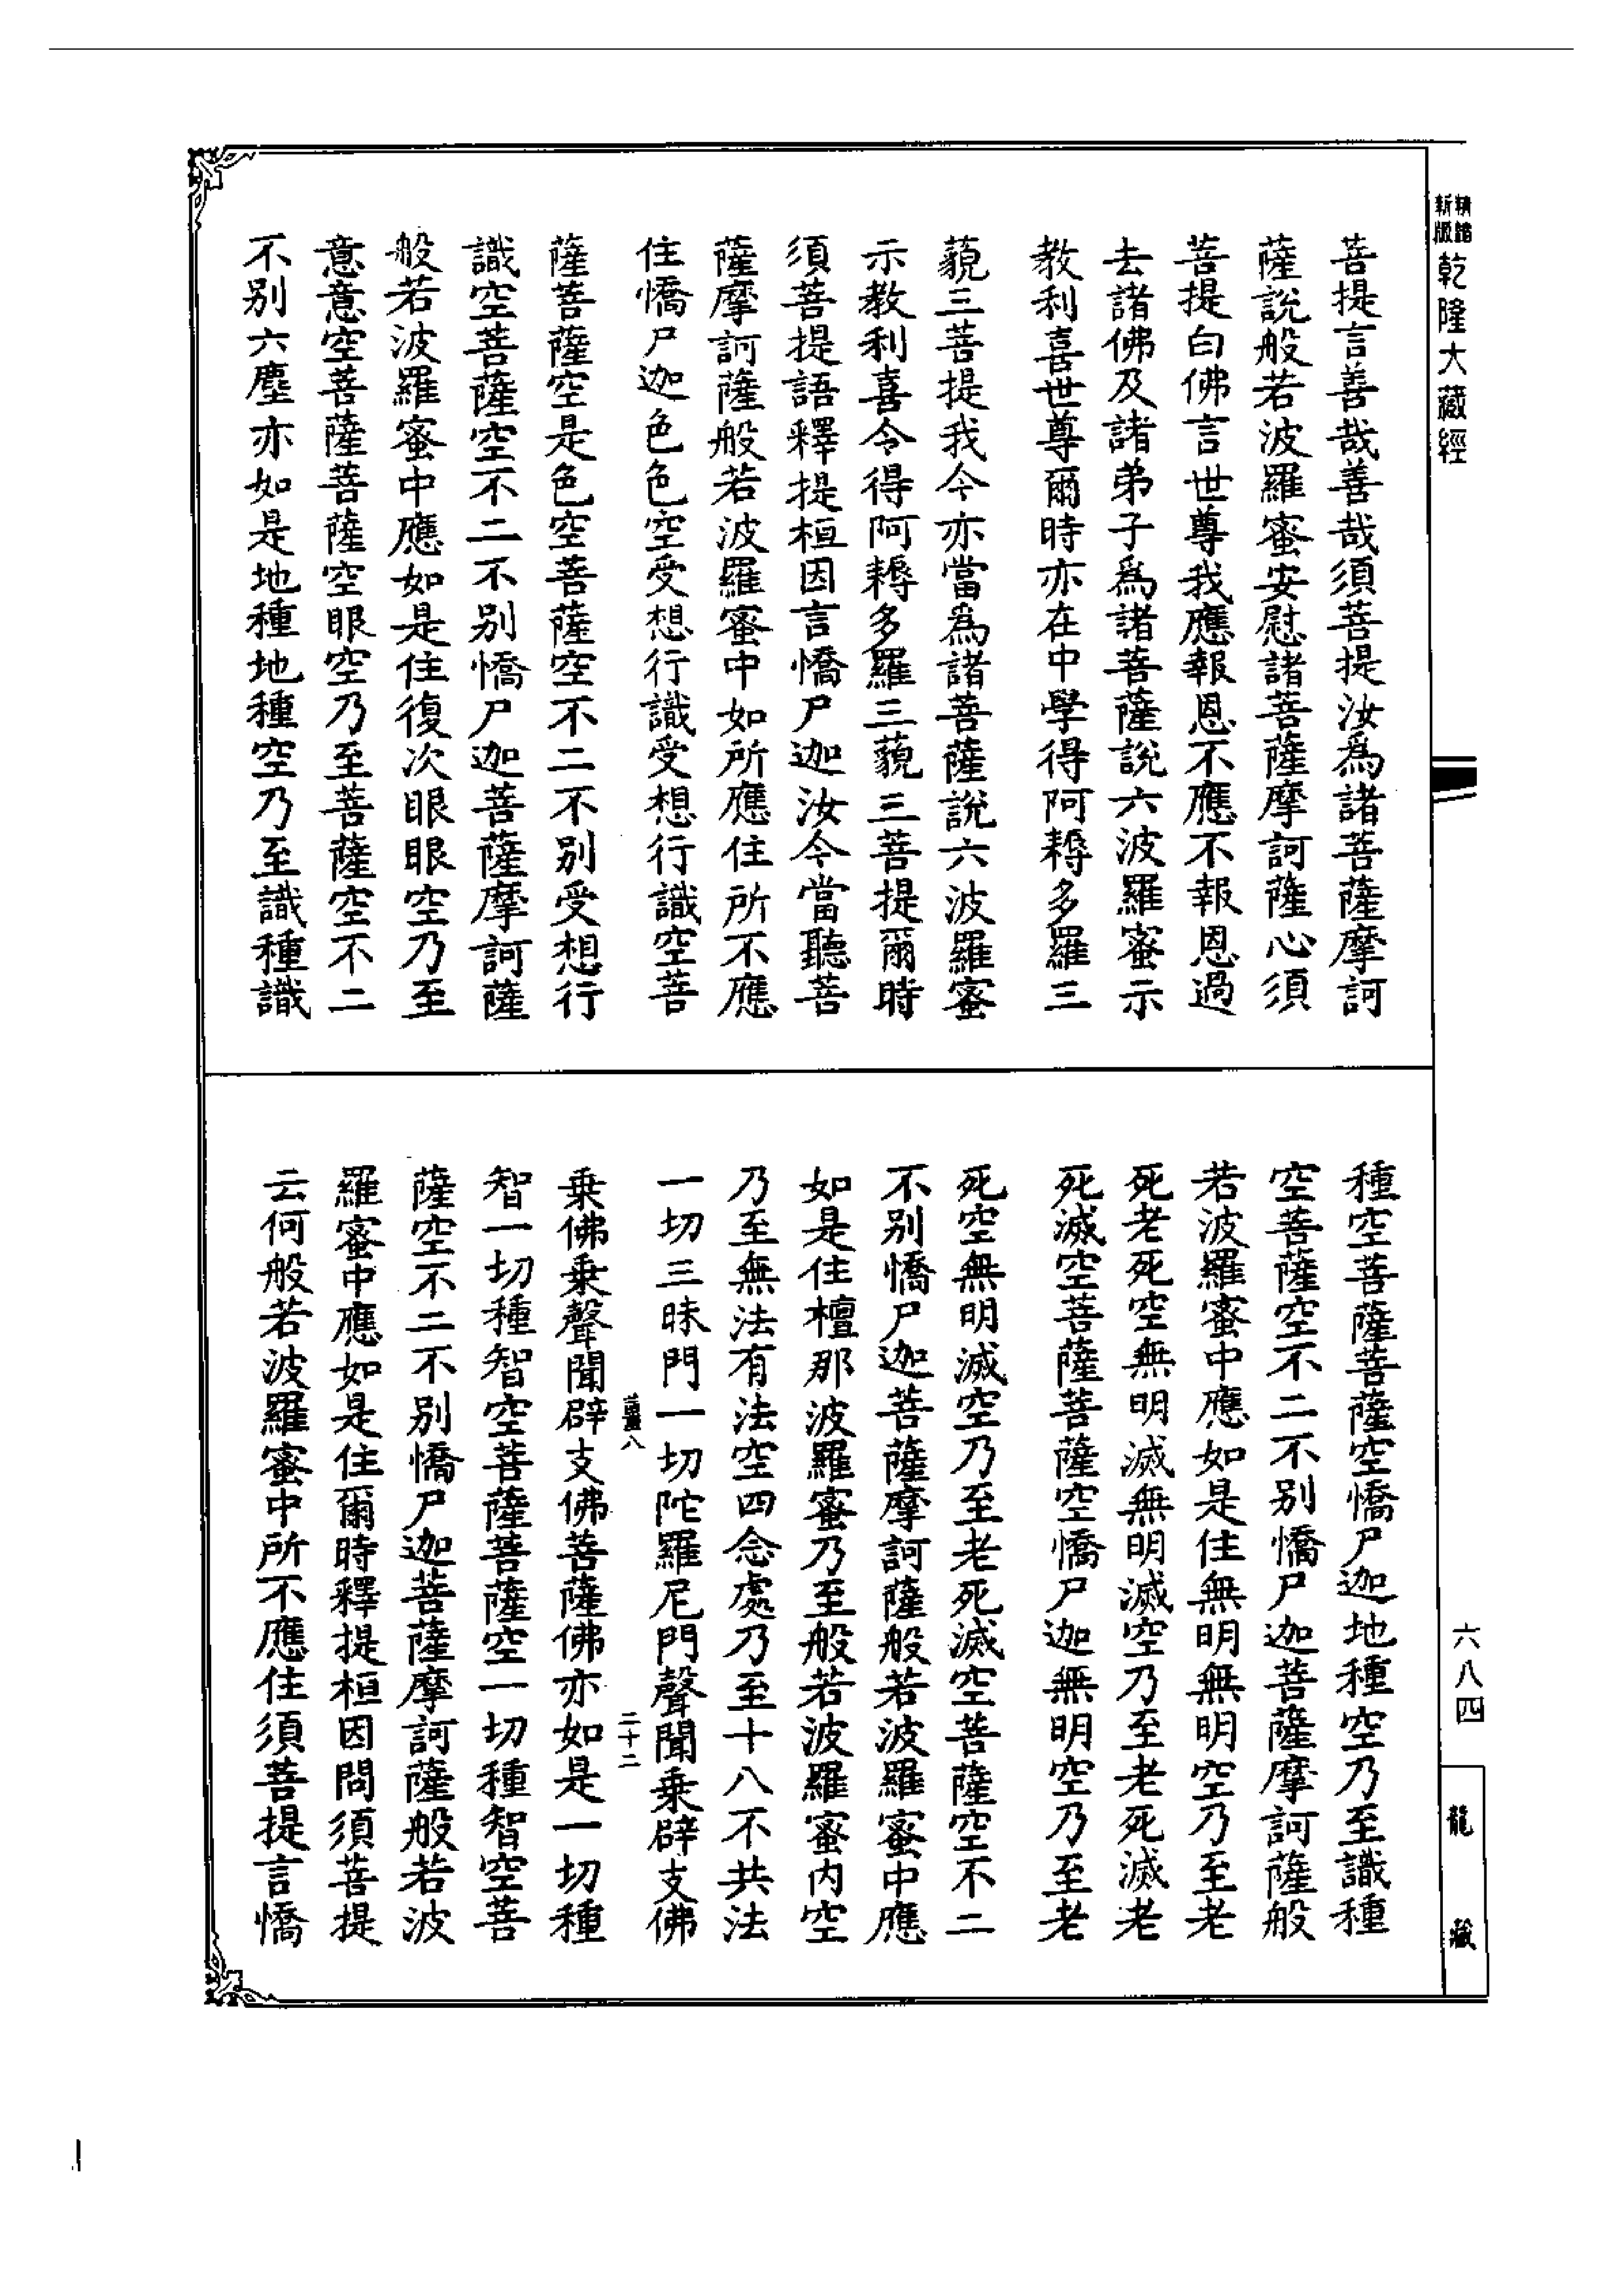 新版精縮乾隆大藏經
菩提言善哉善哉須菩提汝為諸菩薩摩訶
薩說般若波羅蜜安慰諸菩薩摩訶薩心須
菩提白佛言世尊我應報恩不應不報恩過
去諸佛及諸弟子為諸菩薩說六波羅蜜示
教利喜世尊爾時亦在中學得阿耨多羅三
藐三菩提我今亦當為諸菩薩說六波羅蜜
示教利喜令得阿耨多羅三藐三菩提爾時
須菩提語釋提桓因言憍尸迦汝今當聽菩
薩摩訶薩般若波羅蜜中如所應住所不應
住憍尸迦色色空受想行識受想行識空菩
薩菩薩空是色空菩薩空不二不別受想行
識空菩薩空不二不別憍尸迦菩薩摩訶薩
般若波羅蜜中應如是住復次眼眼空乃至
意意空菩薩菩薩空眼空乃至菩薩空不二
不別六塵亦如是地種地種空乃至識種識
種空菩薩菩薩空憍尸迦地種空乃至識種
空菩薩空不二不別憍尸迦菩薩摩訶薩般
若波羅蜜中應如是住無明無明空乃至老
死老死空無明滅無明滅空乃至老死滅老
死滅空菩薩菩薩空憍尸迦無明空乃至老
死空無明滅空乃至老死滅空菩薩空不二
不別憍尸迦菩薩摩訶薩般若波羅蜜中應
如是住檀那波羅蜜乃至般若波羅蜜內空
乃至無法有法空四念處乃至十八不共法
一切三昧門一切陀羅尼門聲聞乘辟支佛
八
二十二
乘佛乘聲聞辟支佛菩薩佛亦如是一切種
智一切種智空菩薩菩薩空一切種智空菩
薩空不二不別憍尸迦菩薩摩訶薩般若波
羅蜜中應如是住爾時釋提桓因問須菩提
云何般若波羅蜜中所不應住須菩提言憍
六八四
龍藏